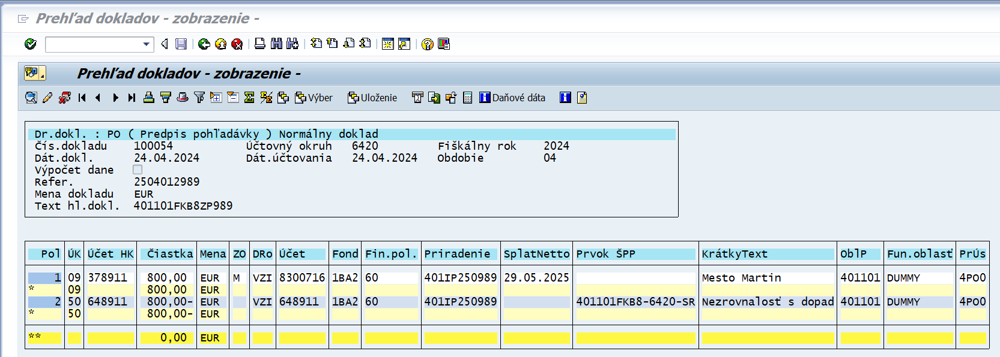 Prehľad dokladov - zobrazenie -
Prehľad dokladov - zobrazenie -
Výber Uloženie Daňové dáta
Dr.dokl. : PO ( Predpis pohľadávky ) Normálny doklad
Čís.dokladu 100054 Účtovný okruh 6420 Fiškálny rok 2024
Dát.dokl. 24.04.2024 Dát.účtovania 24.04.2024 Obdobie 04
Výpočet dane
Refer. 2504012989
Mena dokladu EUR
Text hl.dokl. 401101FKB8ZP989
Pol ÚK Účet HK Čiastka Mena ZO DRo Účet Fond Fin.pol. Priradenie SplatNetto Prvok ŠPP KrátkyText OblP Fun.oblasť PrÚs
1 09 378911 800,00 EUR M VZI 8300716 1BA2 60 401IP250989 29.05.2025 Mesto Martin 401101 DUMMY 4PO0
* 09 800,00 EUR
2 50 648911 800,00- EUR VZI 648911 1BA2 60 401IP250989 401101FKB8-6420-SR Nezrovnalosť s dopad 401101 DUMMY 4PO0
* 50 800,00- EUR
** 0,00 EUR